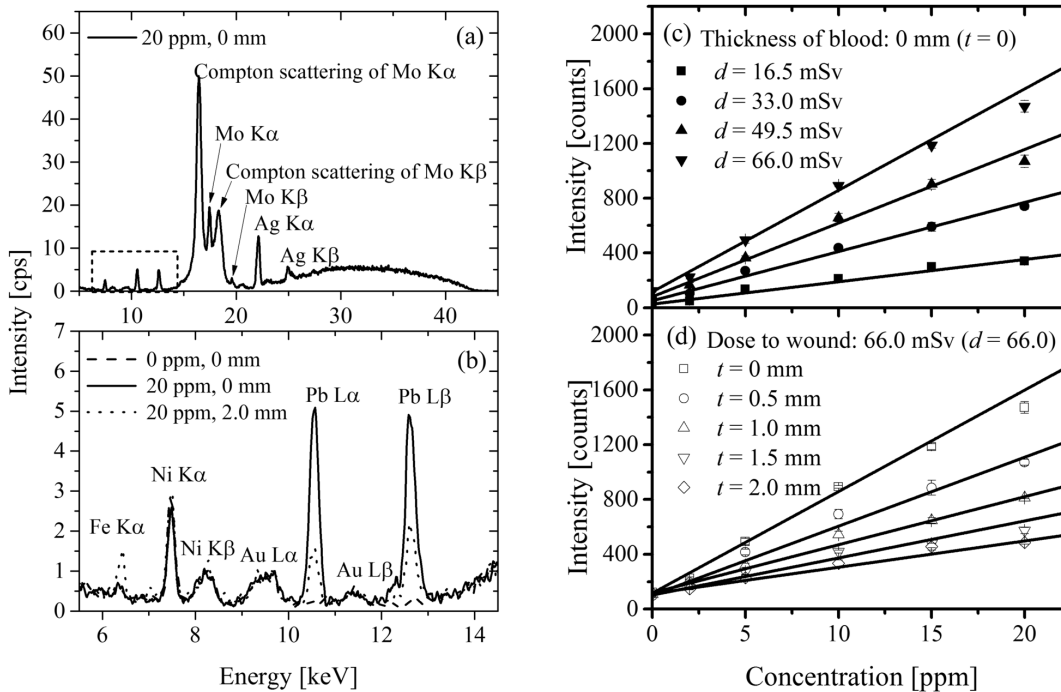 60
50
40
30
20
10
0
Intensity [cps]
(a)
20 ppm, 0 mm
Compton scattering of Mo Kα
Mo Kα
Compton scattering of Mo Kβ
Mo Kβ
Ag Kα
Ag Kβ
10 20 30 40
7
6
5
4
3
2
1
0
(b)
0 ppm, 0 mm
20 ppm, 0 mm
20 ppm, 2.0 mm
Pb Lα
Pb Lβ
Ni Kα
Fe Kα
Ni Kβ
Au Lα
Au Lβ
6 8 10 12 14
Energy [keV]
2000
1600
1200
800
400
0
Intensity [counts]
(c) Thickness of blood: 0 mm (t = 0)
d = 16.5 mSv
d = 33.0 mSv
d = 49.5 mSv
d = 66.0 mSv
2000
1600
1200
800
400
0
Intensity [counts]
(d) Dose to wound: 66.0 mSv (d = 66.0)
t = 0 mm
t = 0.5 mm
t = 1.0 mm
t = 1.5 mm
t = 2.0 mm
0 5 10 15 20
Concentration [ppm]